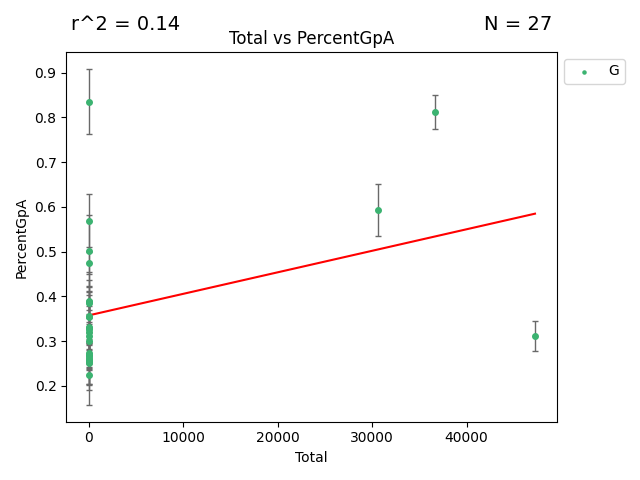 r^2 = 0.14
N = 27
Total vs PercentGpA
G
0.9
0.8
0.7
0.6
0.5
0.4
0.3
0.2
PercentGpA
0
10000
20000
30000
40000
Total